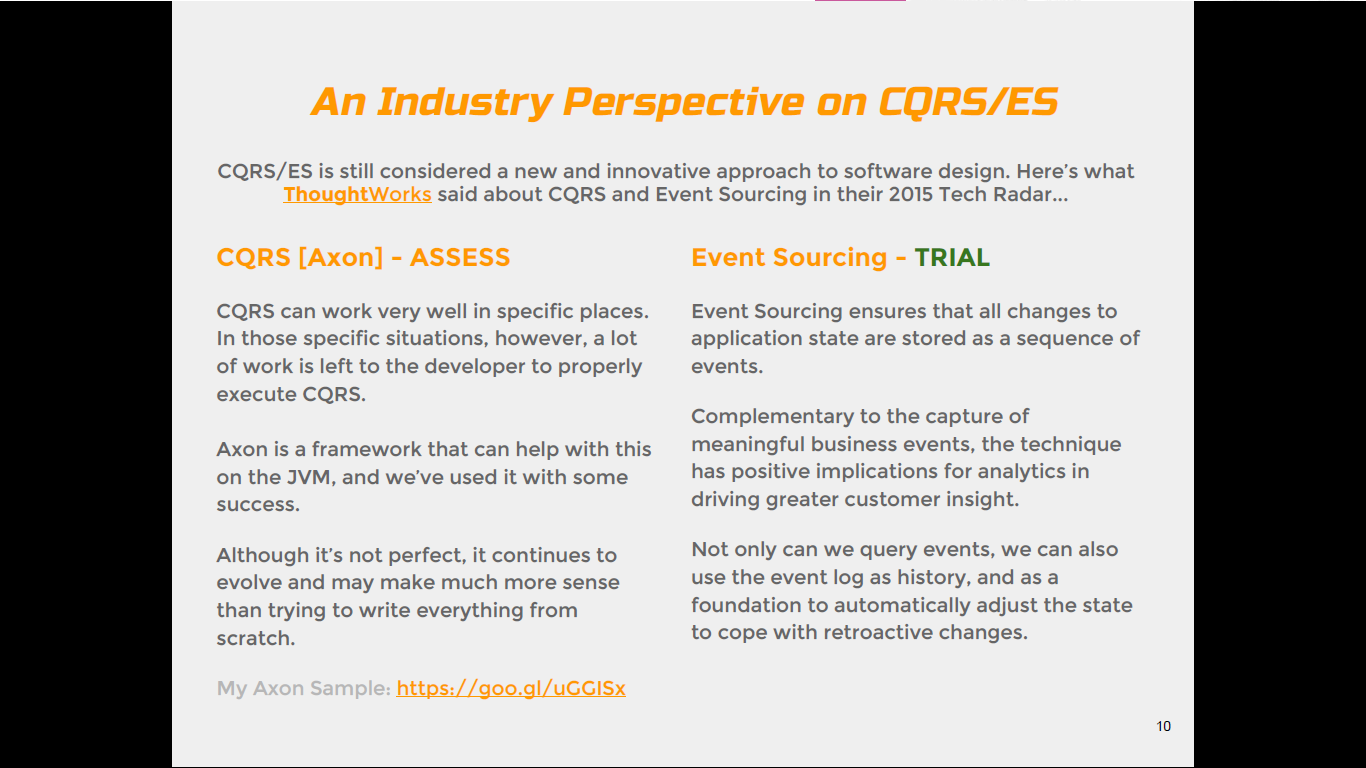 An Industry Perspective on CQRS/ES
CQRS/ES is still considered a new and innovative approach to software design. Here’s what
ThoughtWorks said about CQRS and Event Sourcing in their 2015 Tech Radar...
CQRS [Axon] - ASSESS
CQRS can work very well in specific places.
In those specific situations, however, a lot
of work is left to the developer to properly
execute CQRS.
Axon is a framework that can help with this
on the JVM, and we’ve used it with some
success.
Although it’s not perfect, it continues to
evolve and may make much more sense
than trying to write everything from
scratch.
My Axon Sample: https://goo.gl/uGGISx
Event Sourcing - TRIAL
Event Sourcing ensures that all changes to
application state are stored as a sequence of
events.
Complementary to the capture of
meaningful business events, the technique
has positive implications for analytics in
driving greater customer insight.
Not only can we query events, we can also
use the event log as history, and as a
foundation to automatically adjust the state
to cope with retroactive changes.
10